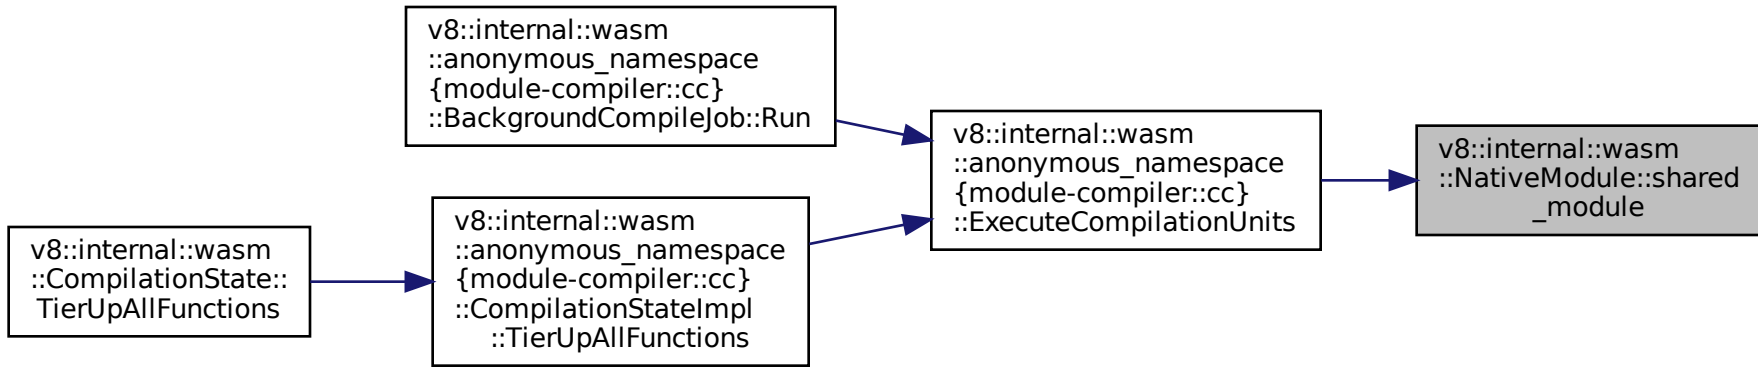 v8::internal::wasm
::anonymous_namespace
{module-compiler::cc}
::BackgroundCompileJob::Run
v8::internal::wasm
::anonymous_namespace
{module-compiler::cc}
::ExecuteCompilationUnits
v8::internal::wasm
::NativeModule::shared
_module
v8::internal::wasm
::anonymous_namespace
{module-compiler::cc}
::CompilationStateImpl
::TierUpAllFunctions
v8::internal::wasm
::CompilationState::
TierUpAllFunctions